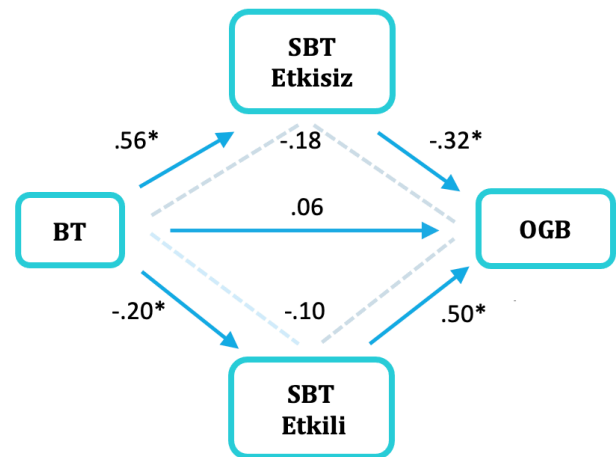 SBT
Etkisiz
.56*
-.18
-.32*
BT
.06
OGB
-.20*
-.10
.50*
SBT
Etkili